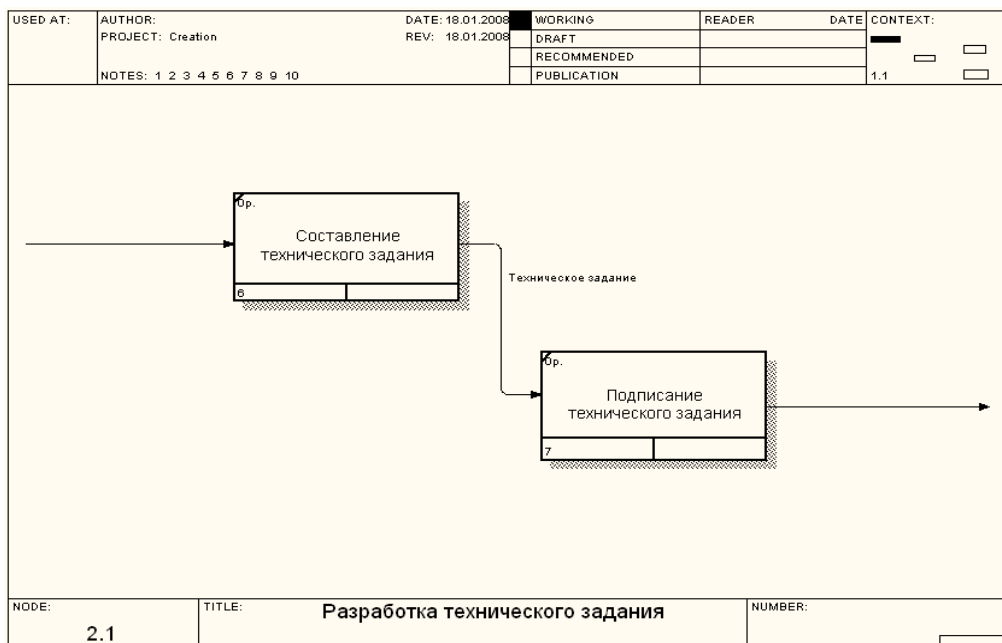 USED AT:
AUTHOR:
DATE: 18.01.2008
WORKING
READER
DATE
CONTEXT:
PROJECT: Creation
REV: 18.01.2008
DRAFT
RECOMMENDED
NOTES: 1 2 3 4 5 6 7 8 9 10
PUBLICATION
1.1
0р.
Составление
технического задания
6
Техническое задание
0р.
Подписание
технического задания
7
NODE:
TITLE:
Разработка технического задания
NUMBER:
2.1